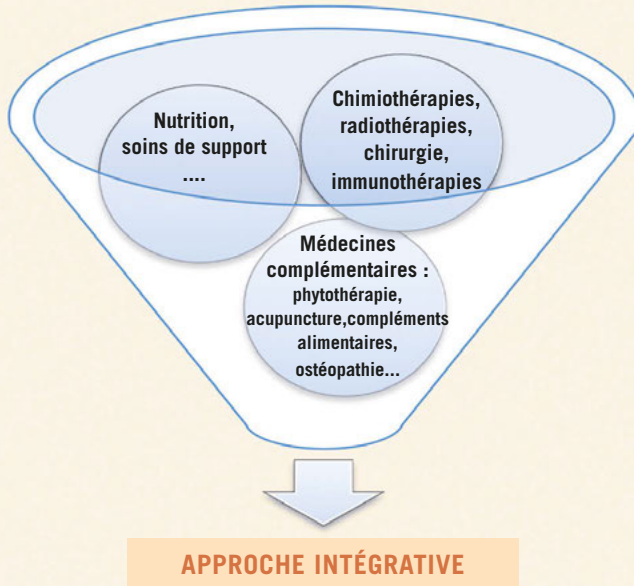 Nutrition,
soins de support
....
Chimiothérapies,
radiothérapies,
chirurgie,
immunothérapies
Médecines
complémentaires :
phytothérapie,
acupuncture,compléments
alimentaires,
ostéopathie...
APPROCHE INTÉGRATIVE